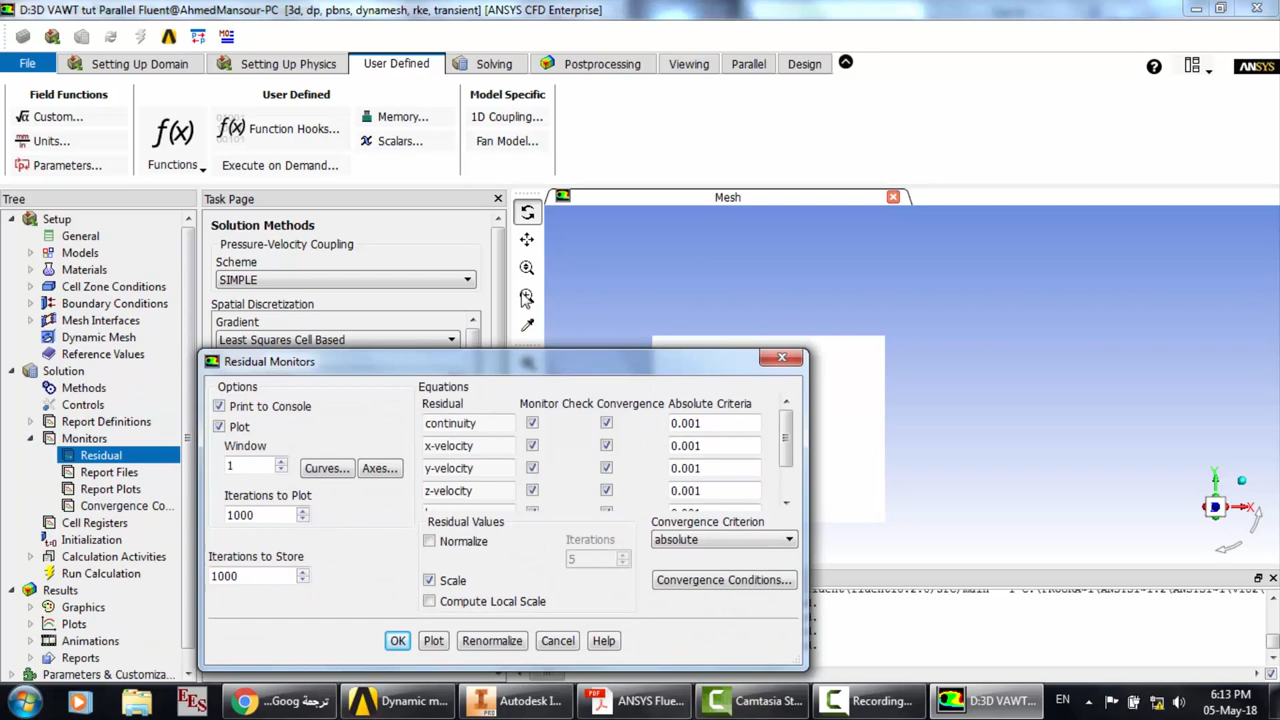 D:3D VAWT tut Parallel Fluent@AhmedMansour-PC [3d, dp, pbns, dynamesh, rke, transient] [ANSYS CFD Enterprise]
File
Setting Up Domain
Setting Up Physics
User Defined
Solving
Postprocessing
Viewing
Parallel
Design
ANSYS
Field Functions
User Defined
Model Specific
Custom...
Units...
Parameters...
f(x)
Functions
f(x) Function Hooks...
Execute on Demand...
Memory...
Scalars...
1D Coupling...
Fan Model...
Tree
Setup
General
Models
Materials
Cell Zone Conditions
Boundary Conditions
Mesh Interfaces
Dynamic Mesh
Reference Values
Solution
Methods
Controls
Report Definitions
Monitors
Residual
Report Files
Report Plots
Convergence Co...
Cell Registers
Initialization
Calculation Activities
Run Calculation
Results
Graphics
Plots
Animations
Reports
Parameters & Customiza...
Task Page
Solution Methods
Pressure-Velocity Coupling
Scheme
SIMPLE
Spatial Discretization
Gradient
Least Squares Cell Based
Mesh
Y
X
Residual Monitors
Options
Print to Console
Plot
Window
1
Curves...
Axes...
Iterations to Plot
1000
Iterations to Store
1000
Equations
Residual
Monitor Check Convergence Absolute Criteria
continuity
0.001
x-velocity
0.001
y-velocity
0.001
z-velocity
0.001
Residual Values
Normalize
Iterations
5
Scale
Compute Local Scale
Convergence Criterion
absolute
Convergence Conditions...
OK
Plot
Renormalize
Cancel
Help
EES
ترجمة Goog...
Dynamic m...
Autodesk I...
ANSYS Flue...
Camtasia St...
Recording...
D:3D VAWT...
EN
6:13 PM
05-May-18